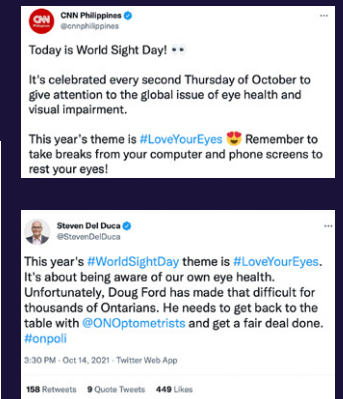 CNN
CNN Philippines
@cnnphilippines
Today is World Sight Day! 👀
It's celebrated every second Thursday of October to
give attention to the global issue of eye health and
visual impairment.
This year's theme is #LoveYourEyes 😍 Remember to
take breaks from your computer and phone screens to
rest your eyes!
Steven Del Duca
@StevenDelDuca
This year's #WorldSightDay theme is #LoveYourEyes.
It's about being aware of our own eye health.
Unfortunately, Doug Ford has made that difficult for
thousands of Ontarians. He needs to get back to the
table with @ONOptometrists and get a fair deal done.
#onpoli
3:30 PM · Oct 14, 2021 · Twitter Web App
158 Retweets 9 Quote Tweets 449 Likes